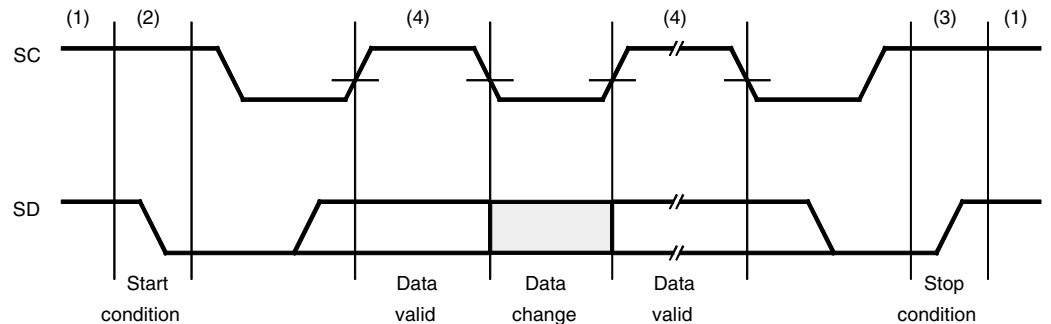 (1) (2) (4) (4) (3) (1)
SC
SD
Start Data Data Data Stop
condition valid change valid condition